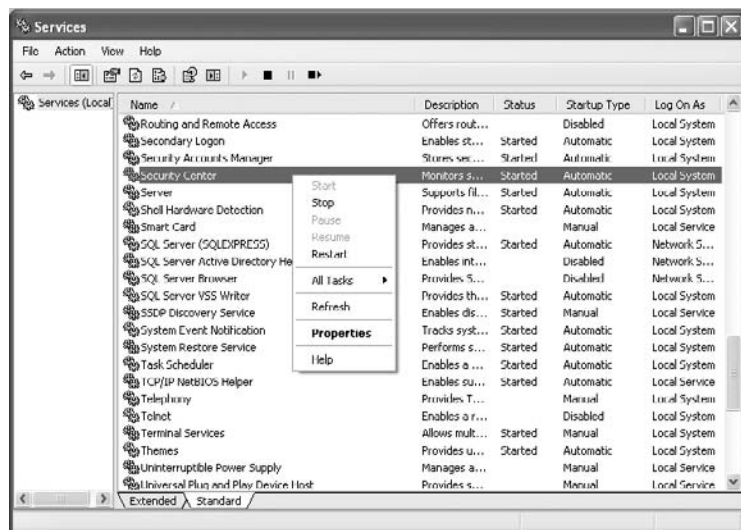 Services
File Action View Help
Services (Local
Name Description Status Startup Type Log On As
Routing and Remote Access Offers rout... Disabled Local System
Secondary Logon Enables st... Started Automatic Local System
Security Accounts Manager Stores sec... Started Automatic Local System
Security Center Monitors s... Started Automatic Local System
Server Supports fil... Started Automatic Local System
Shell Hardware Detection Provides n... Started Automatic Local System
Smart Card Manages a... Manual Local Service
SQL Server (SQLEXPRESS) Provides st... Started Automatic Network S...
SQL Server Active Directory He Enables int... Disabled Network S...
SQL Server Browser Provides S... Disabled Network S...
SQL Server VSS Writer Provides th... Started Automatic Local System
SSDP Discovery Service Enables dis... Started Manual Local Service
System Event Notification Tracks syst... Started Automatic Local System
System Restore Service Performs s... Started Automatic Local System
Task Scheduler Enables a ... Started Automatic Local System
TCP/IP NetBIOS Helper Enables su... Started Automatic Local Service
Telephony Provides T... Manual Local System
Telnet Enables a r... Disabled Local System
Terminal Services Allows mult... Started Manual Local System
Themes Provides u... Started Automatic Local System
Uninterruptible Power Supply Manages a... Manual Local Service
Universal Plug and Play Device Host Provides s... Manual Local Service
Start
Stop
Pause
Resume
Restart
All Tasks
Refresh
Properties
Help
Extended Standard